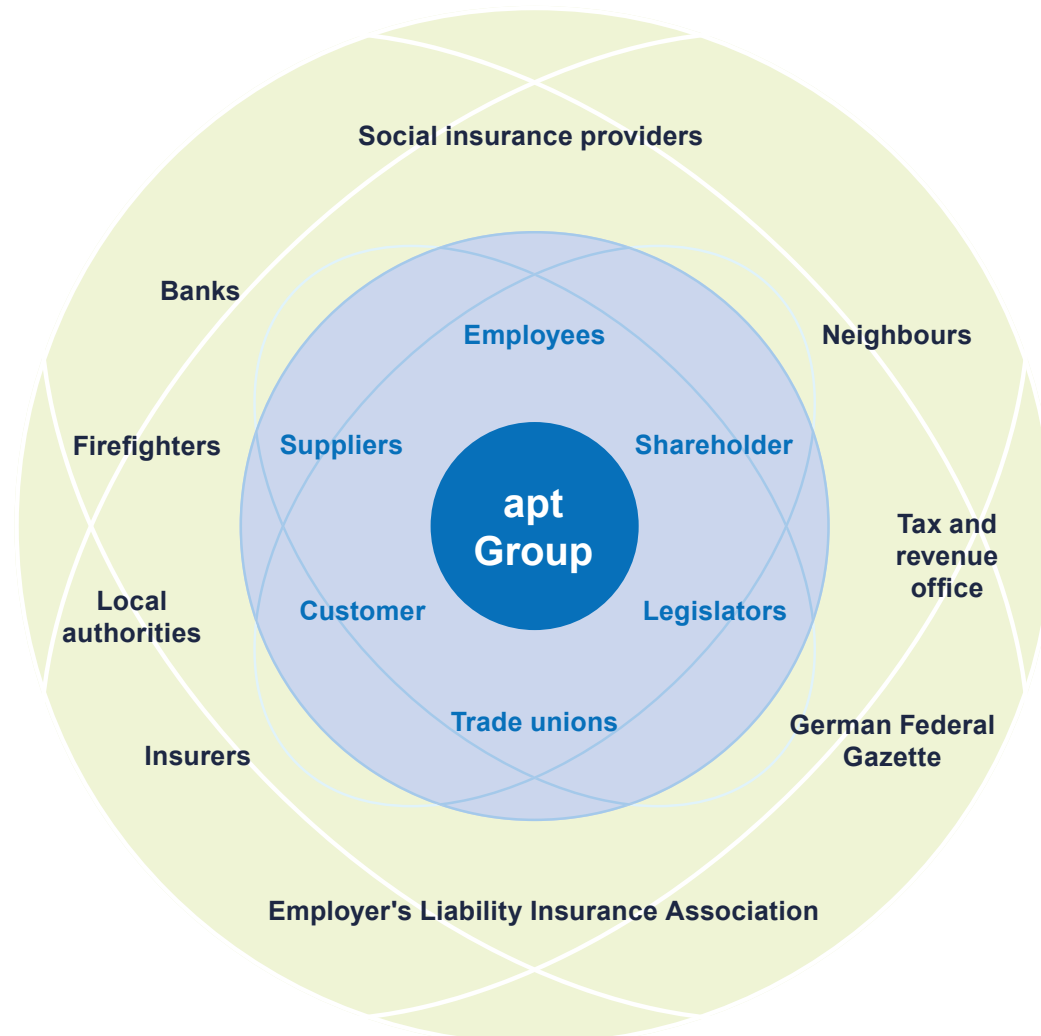 Social insurance providers
Banks
Employees
Neighbours
Firefighters
Suppliers
Shareholder
apt
Group
Tax and
revenue
office
Local
authorities
Customer
Legislators
Trade unions
German Federal
Gazette
Insurers
Employer's Liability Insurance Association